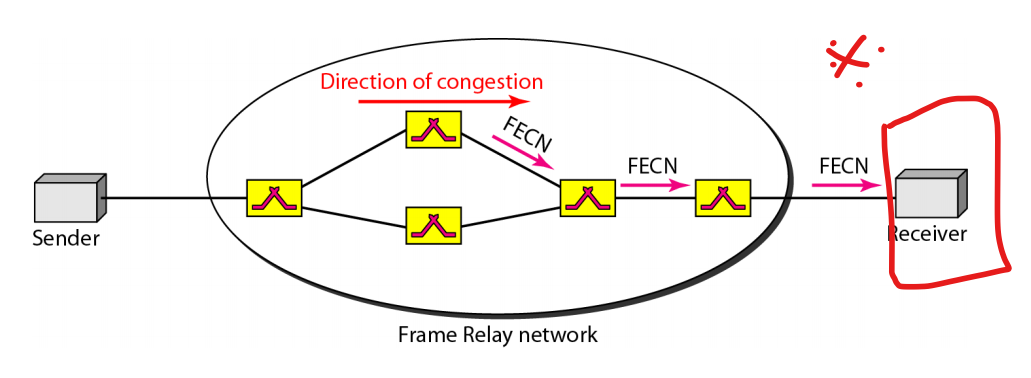 Direction of congestion
FECN
FECN
FECN
Sender
Receiver
Frame Relay network